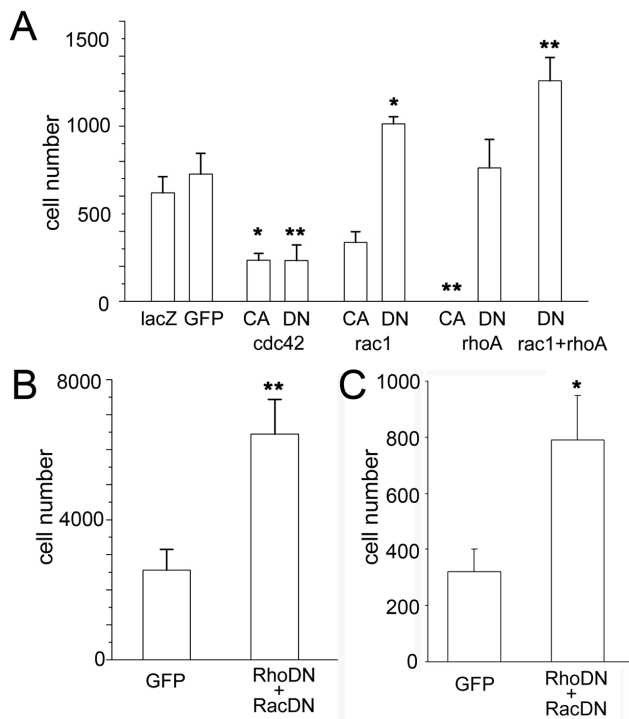 A
1500
1000
500
0
cell number
*
**
*
**
**
lacZ GFP CA DN CA DN CA DN DN
cdc42 rac1 rhoA rac1+rhoA
B
8000
4000
0
cell number
**
GFP RhoDN
+
RacDN
C
1000
800
600
400
200
0
cell number
*
GFP RhoDN
+
RacDN